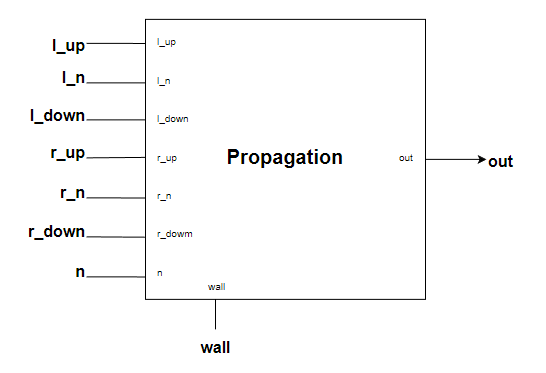 l_up l_up
l_n l_n
l_down l_down
r_up r_up
Propagation
out out
r_n r_n
r_down r_dowm
n n
wall
wall